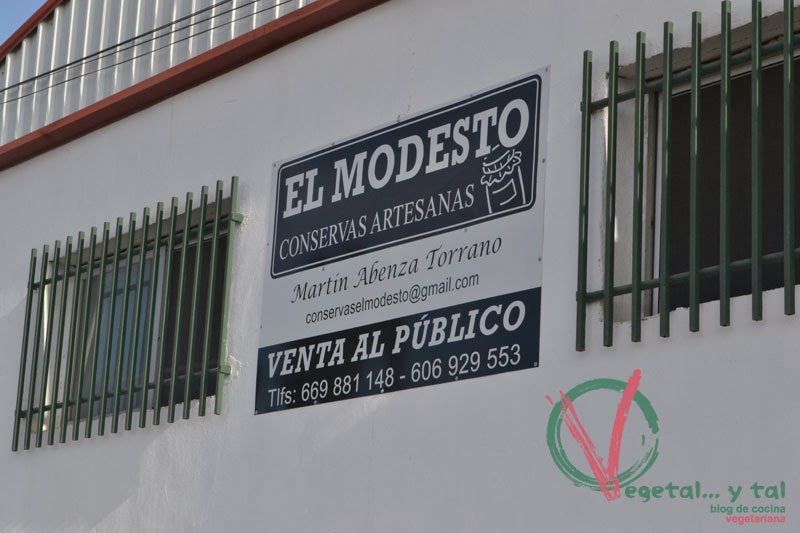 EL MODESTO
CONSERVAS ARTESANAS
Martín Abenza Torrano
conservaselmodesto@gmail.com
VENTA AL PÚBLICO
Tlfs: 669 881 148 - 606 929 553
Vegetal... y tal
blog de cocina
vegetariana